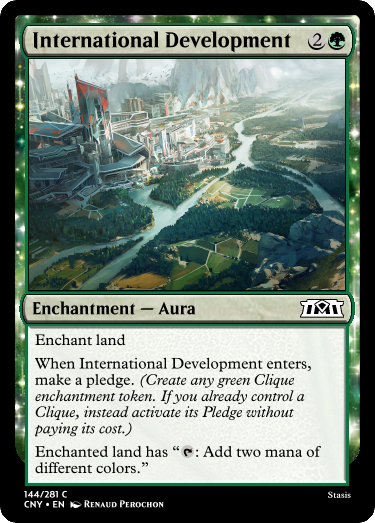 International Development 2
Enchantment — Aura
Enchant land
When International Development enters,
make a pledge. (Create any green Clique
enchantment token. If you already control a
Clique, instead activate its Pledge without
paying its cost.)
Enchanted land has “: Add two mana of
different colors.”
144/281 C
CNY • EN Renaud Perochon
Stasis